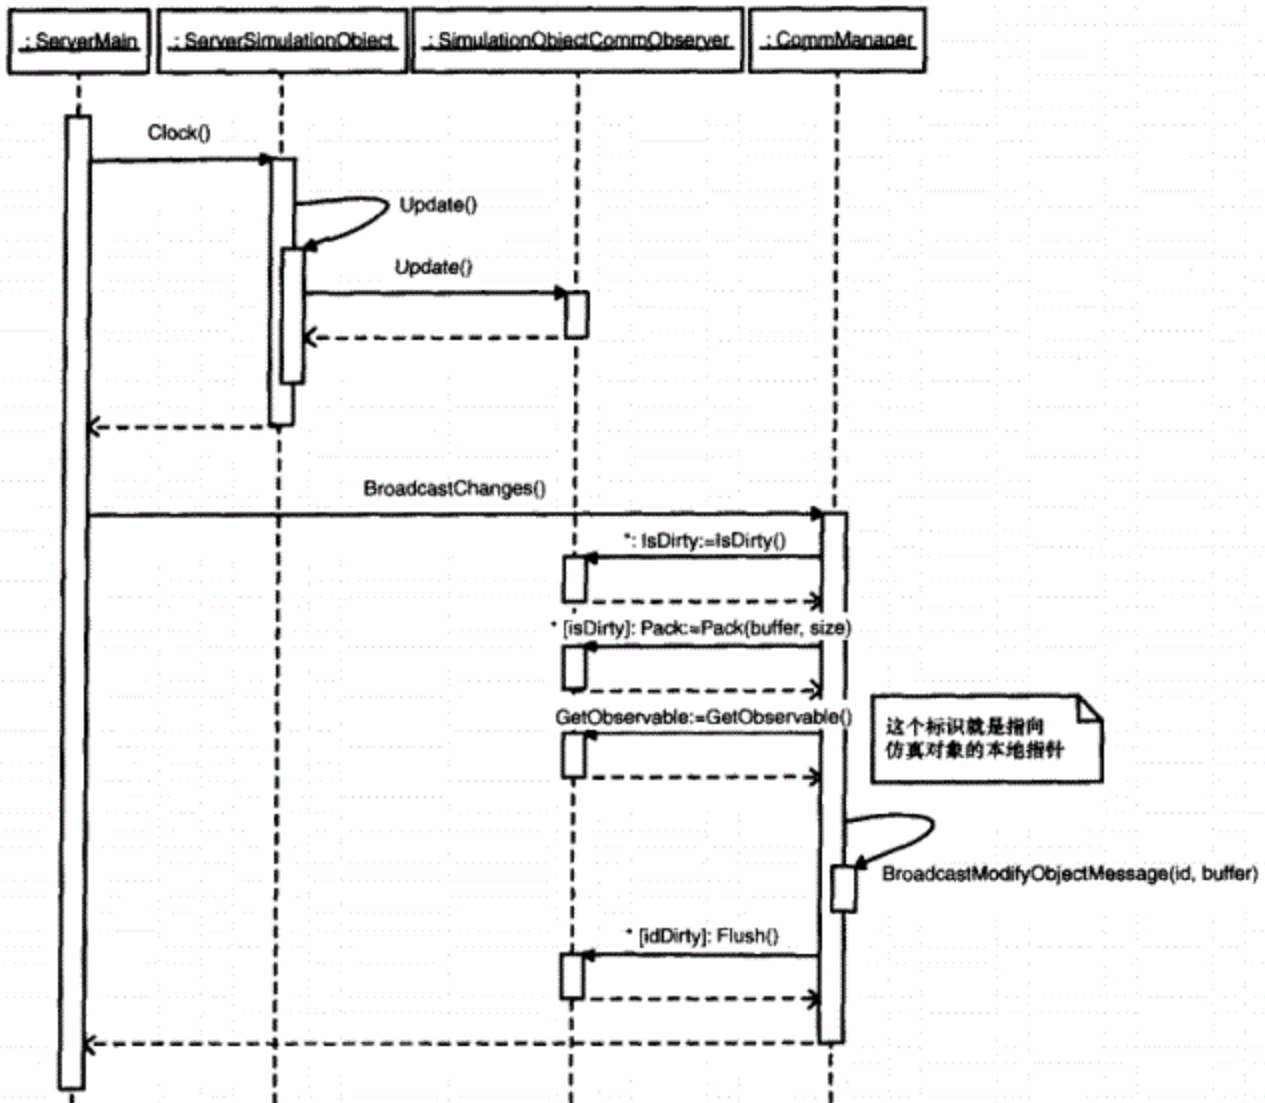 : ServerMain
: ServerSimulationObject
: SimulationObjectCommObserver
: CommManager
Clock()
Update()
Update()
BroadcastChanges()
*: IsDirty:=IsDirty()
* [isDirty]: Pack:=Pack(buffer, size)
GetObservable:=GetObservable()
这个标识就是指向
仿真对象的本地指针
BroadcastModifyObjectMessage(id, buffer)
* [idDirty]: Flush()